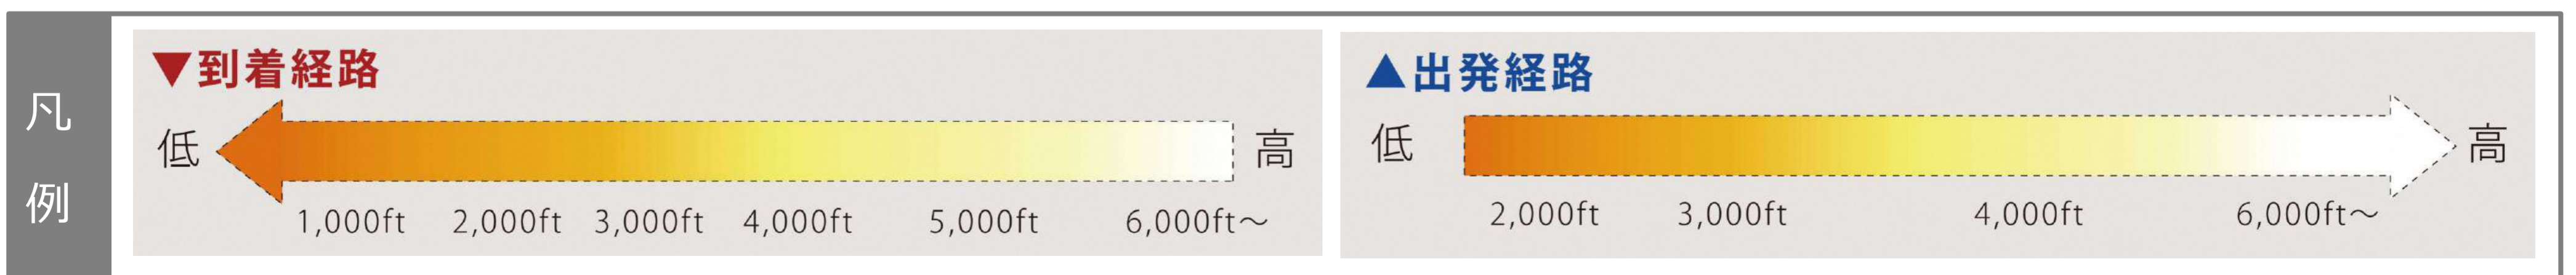 凡例
▼到着経路
低 高
1,000ft 2,000ft 3,000ft 4,000ft 5,000ft 6,000ft～
▲出発経路
低 高
2,000ft 3,000ft 4,000ft 6,000ft～